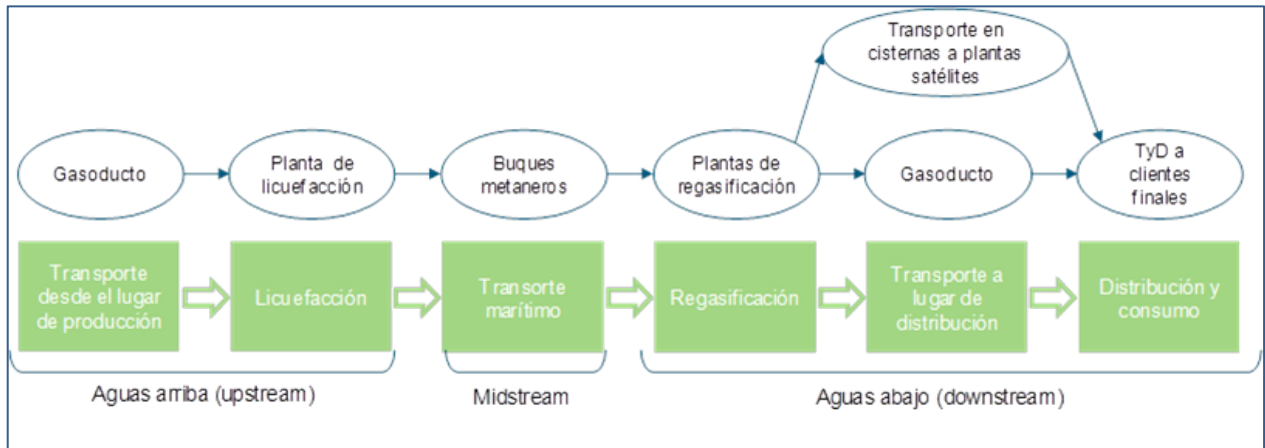 Transporte en
cisternas a plantas
satélites
Gasoducto
Planta de
licuefacción
Buques
metaneros
Plantas de
regasificación
Gasoducto
TyD a
clientes
finales
Transporte
desde el lugar
de producción
Licuefacción
Transorte
marítimo
Regasificación
Transporte a
lugar de
distribución
Distribución y
consumo
Aguas arriba (upstream)
Midstream
Aguas abajo (downstream)